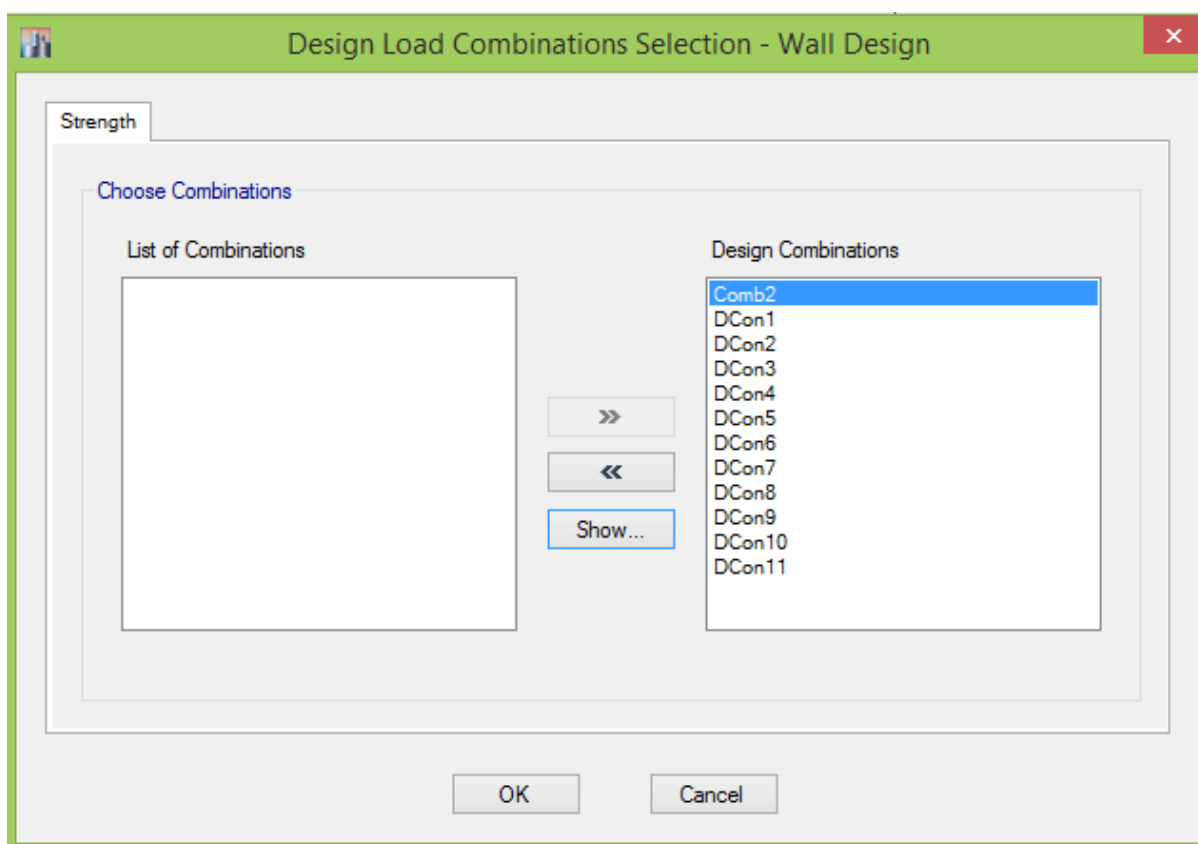 Design Load Combinations Selection - Wall Design
Strength
Choose Combinations
List of Combinations
Design Combinations
Comb2
DCon1
DCon2
DCon3
DCon4
DCon5
DCon6
DCon7
DCon8
DCon9
DCon10
DCon11
>>
<<
Show...
OK
Cancel